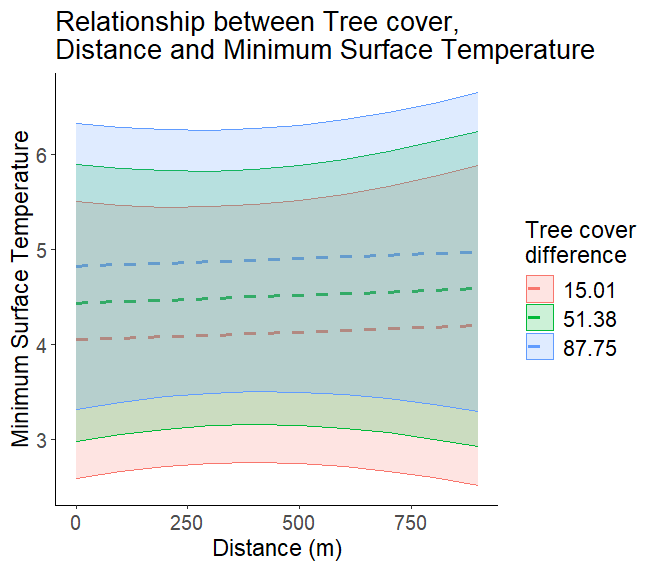 Relationship between Tree cover,
Distance and Minimum Surface Temperature
Minimum Surface Temperature
6
5
4
3
0 250 500 750
Distance (m)
Tree cover
difference
15.01
51.38
87.75